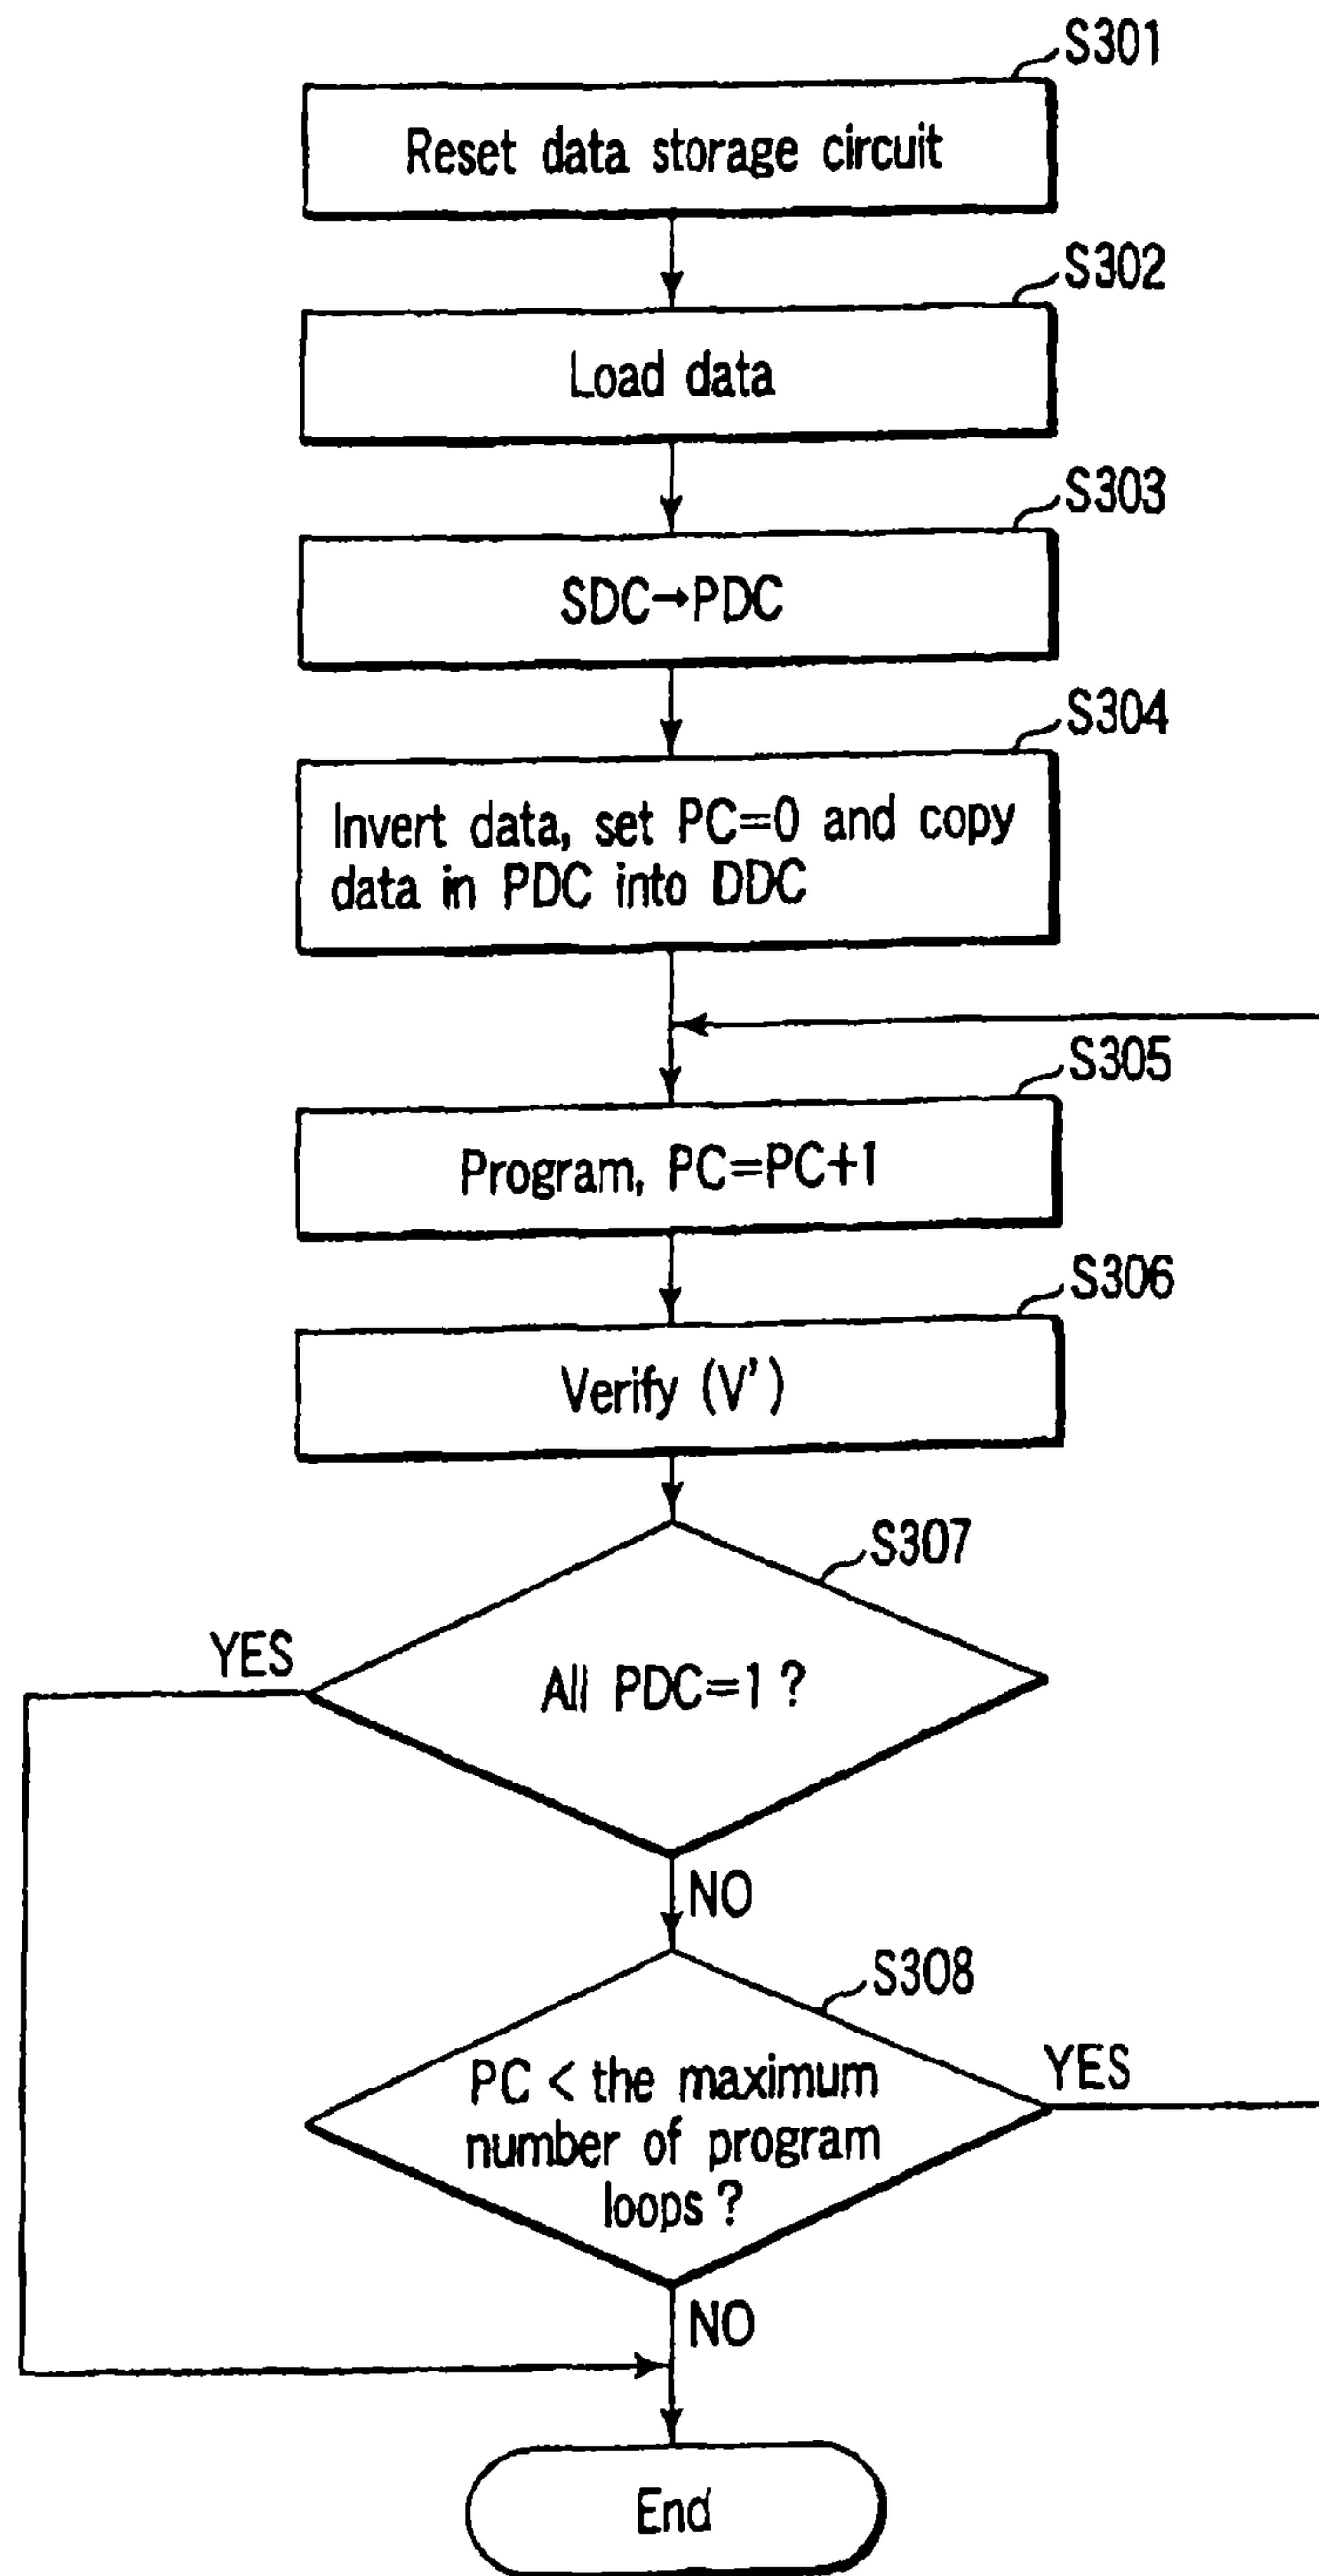 S301
Reset data storage circuit
S302
Load data
S303
SDC→PDC
S304
Invert data, set PC=0 and copy
data in PDC into DDC
S305
Program, PC=PC+1
S306
Verify (V')
S307
YES
All PDC=1 ?
NO
S308
PC < the maximum
number of program
loops ?
YES
NO
End